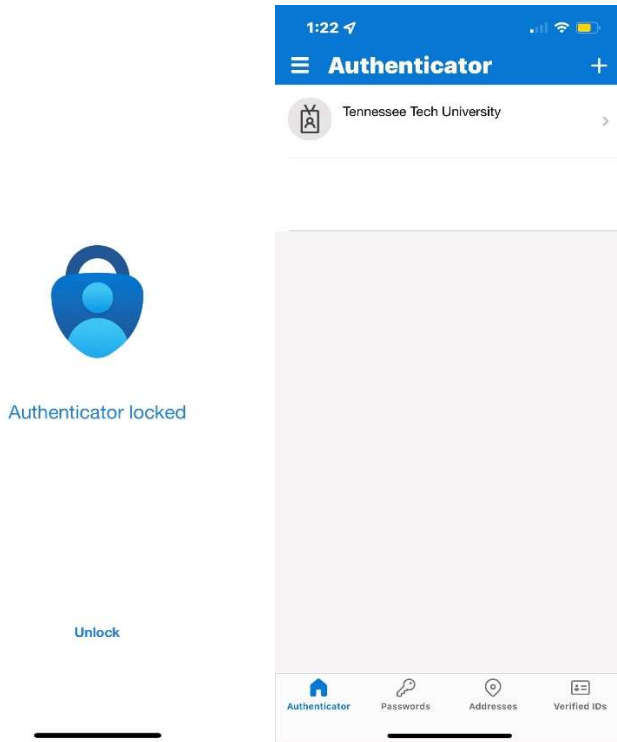 Authenticator locked
Unlock
1:22
Authenticator
Tennessee Tech University
Authenticator
Passwords
Addresses
Verified IDs